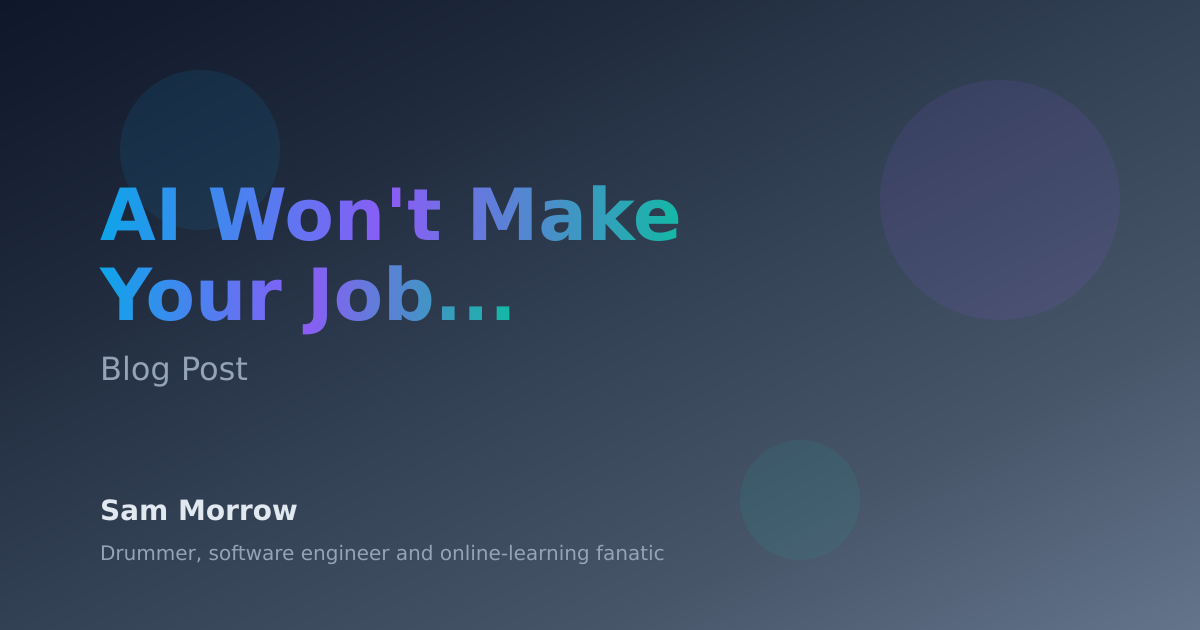 AI Won't Make
Your Job...
Blog Post
Sam Morrow
Drummer, software engineer and online-learning fanatic